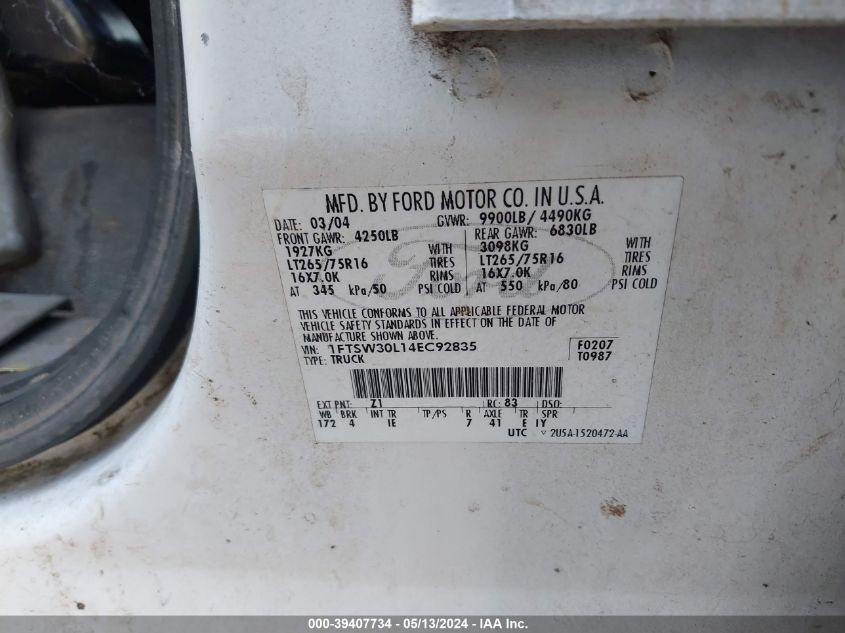 MFD. BY FORD MOTOR CO. IN U.S.A.
DATE: 03/04 GVWR: 9900LB/ 4490KG
FRONT GAWR: 4250LB REAR GAWR: 6830LB
1927KG WITH 3098KG WITH
LT265/75R16 TIRES LT265/75R16 TIRES
16X7.0K RIMS 16X7.0K RIMS
AT 345 kPa/50 PSI COLD AT 550 kPa/80 PSI COLD
Ford
THIS VEHICLE CONFORMS TO ALL APPLICABLE FEDERAL MOTOR
VEHICLE SAFETY STANDARDS IN EFFECT ON THE DATE OF
MANUFACTURE SHOWN ABOVE.
VIN: 1FTSW30L14EC92835 F0207
TYPE: TRUCK T0987
EXT PNT: Z1 RC: 83 DSO:
WB BRK INT TR TP/PS R AXLE TR SPR
172 4 IE 7 41 E IY
UTC ▽ 2U5A-1520472-AA
000-39407734 - 05/13/2024 - IAA Inc.